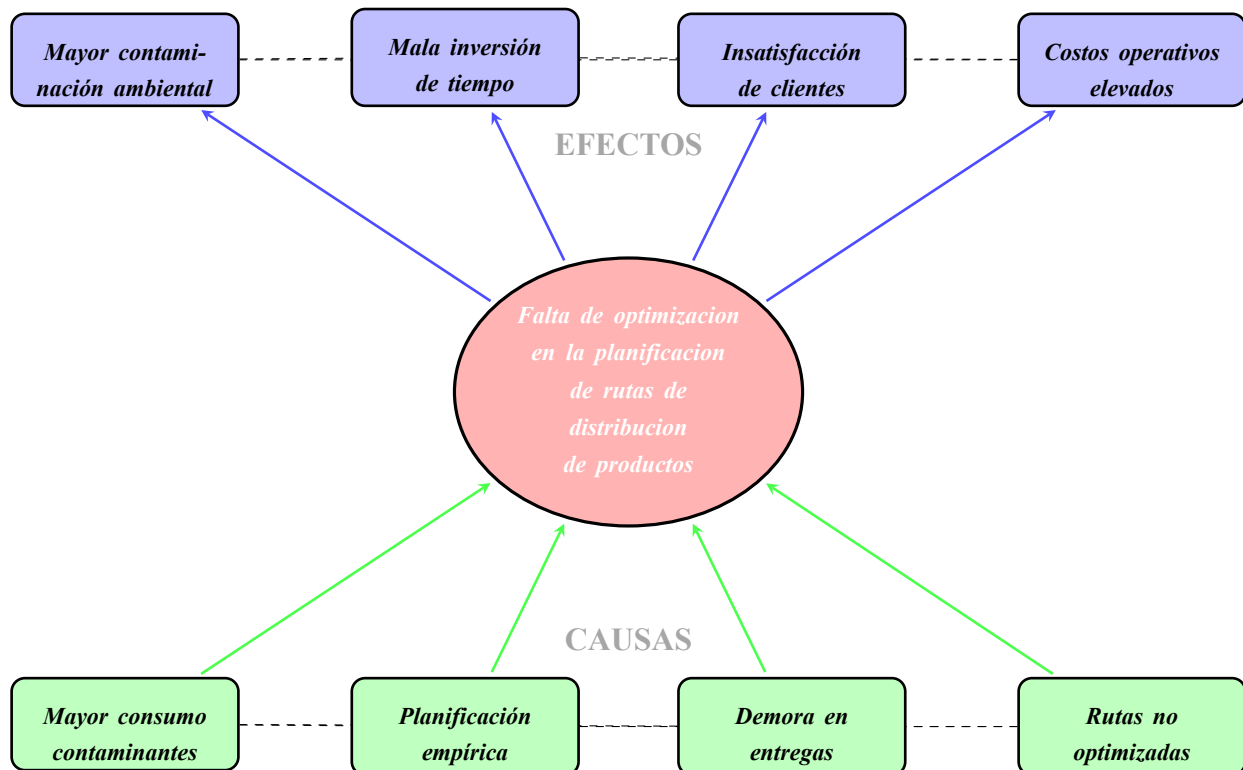 Mayor contami-
nación ambiental
Mala inversión
de tiempo
Insatisfacción
de clientes
Costos operativos
elevados
EFECTOS
Falta de optimizacion
en la planificacion
de rutas de
distribucion
de productos
CAUSAS
Mayor consumo
contaminantes
Planificación
empírica
Demora en
entregas
Rutas no
optimizadas